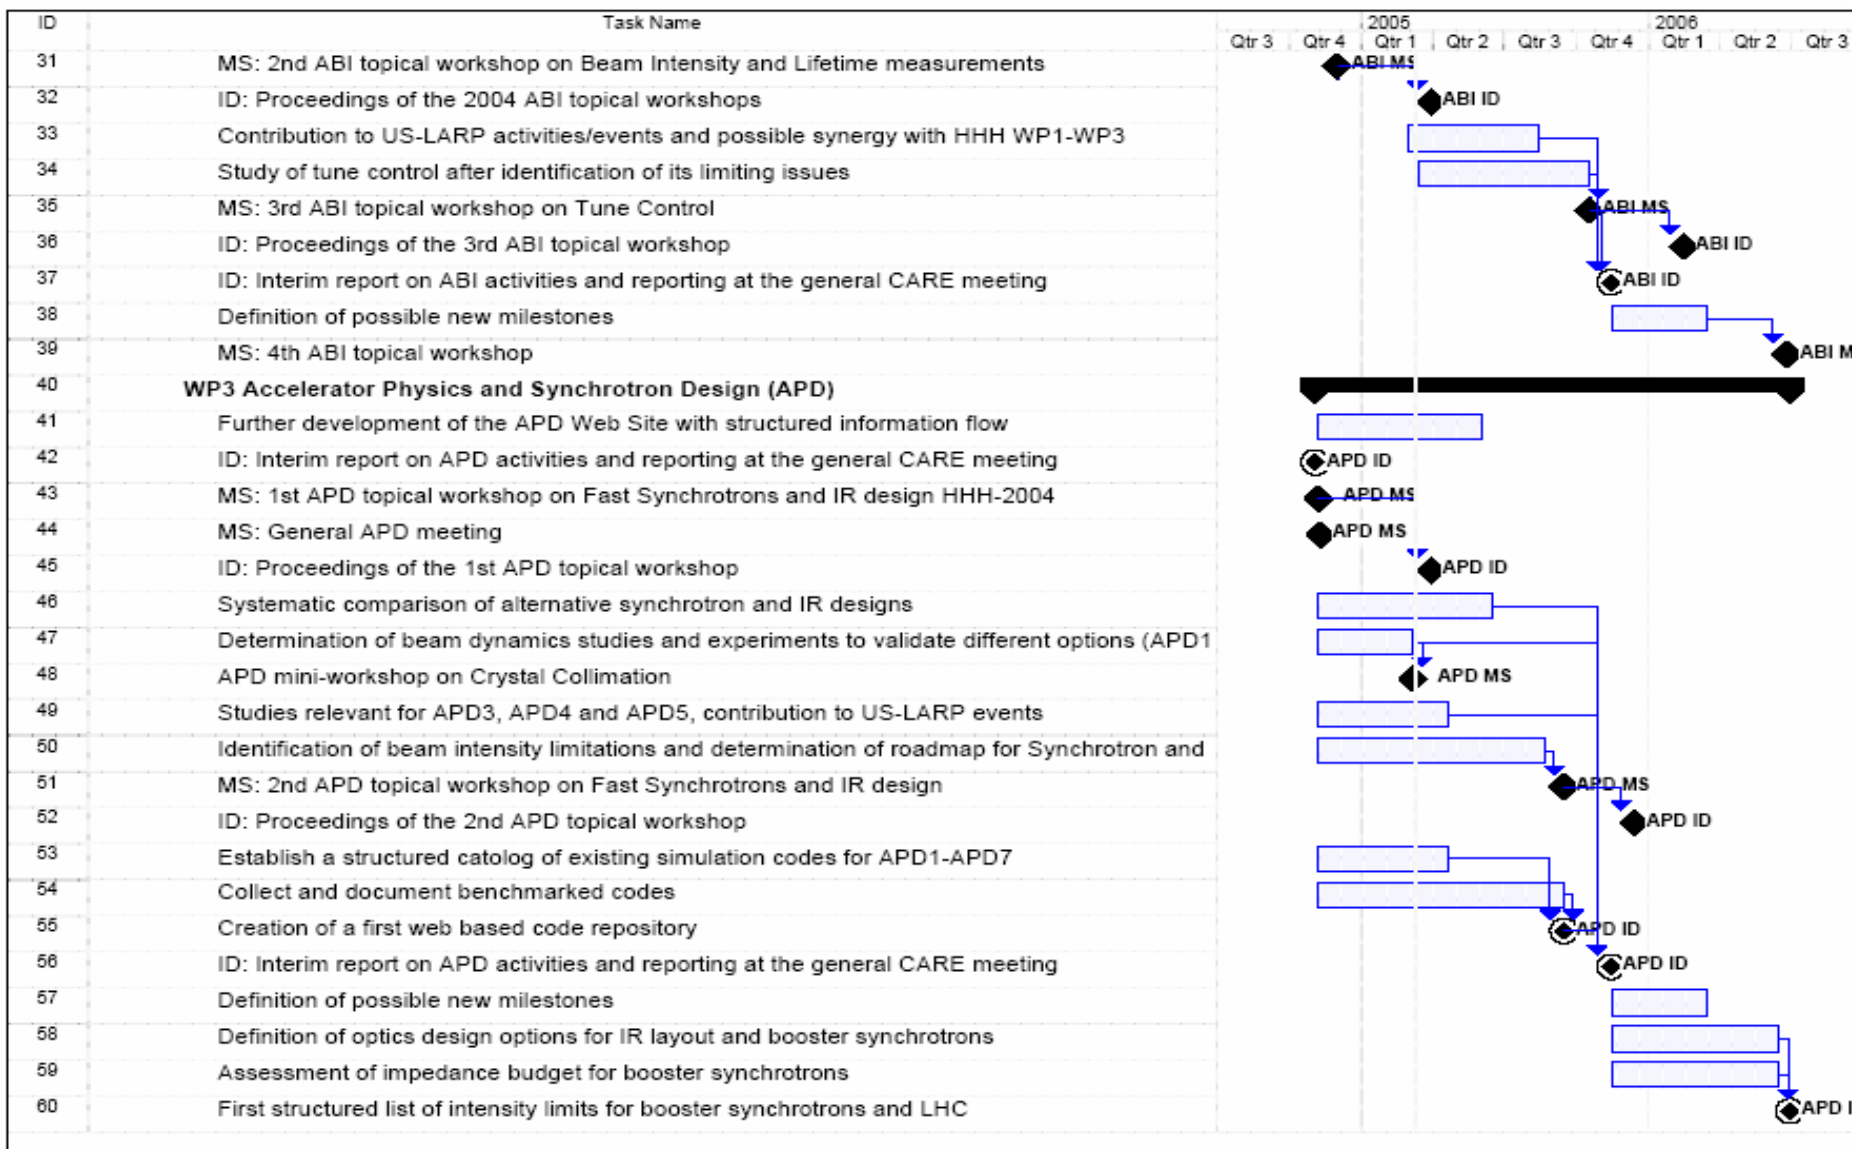 ID Task Name 2005 2006
Qtr 3 Qtr 4 Qtr 1 Qtr 2 Qtr 3 Qtr 4 Qtr 1 Qtr 2 Qtr 3
31 MS: 2nd ABI topical workshop on Beam Intensity and Lifetime measurements ABI MS
32 ID: Proceedings of the 2004 ABI topical workshops ABI ID
33 Contribution to US-LARP activities/events and possible synergy with HHH WP1-WP3
34 Study of tune control after identification of its limiting issues
35 MS: 3rd ABI topical workshop on Tune Control ABI MS
36 ID: Proceedings of the 3rd ABI topical workshop ABI ID
37 ID: Interim report on ABI activities and reporting at the general CARE meeting ABI ID
38 Definition of possible new milestones
39 MS: 4th ABI topical workshop ABI M
40 WP3 Accelerator Physics and Synchrotron Design (APD)
41 Further development of the APD Web Site with structured information flow
42 ID: Interim report on APD activities and reporting at the general CARE meeting APD ID
43 MS: 1st APD topical workshop on Fast Synchrotrons and IR design HHH-2004 APD MS
44 MS: General APD meeting APD MS
45 ID: Proceedings of the 1st APD topical workshop APD ID
46 Systematic comparison of alternative synchrotron and IR designs
47 Determination of beam dynamics studies and experiments to validate different options (APD1
48 APD mini-workshop on Crystal Collimation APD MS
49 Studies relevant for APD3, APD4 and APD5, contribution to US-LARP events
50 Identification of beam intensity limitations and determination of roadmap for Synchrotron and
51 MS: 2nd APD topical workshop on Fast Synchrotrons and IR design APD MS
52 ID: Proceedings of the 2nd APD topical workshop APD ID
53 Establish a structured catolog of existing simulation codes for APD1-APD7
54 Collect and document benchmarked codes
55 Creation of a first web based code repository APD ID
56 ID: Interim report on APD activities and reporting at the general CARE meeting APD ID
57 Definition of possible new milestones
58 Definition of optics design options for IR layout and booster synchrotrons
59 Assessment of impedance budget for booster synchrotrons
60 First structured list of intensity limits for booster synchrotrons and LHC APD I